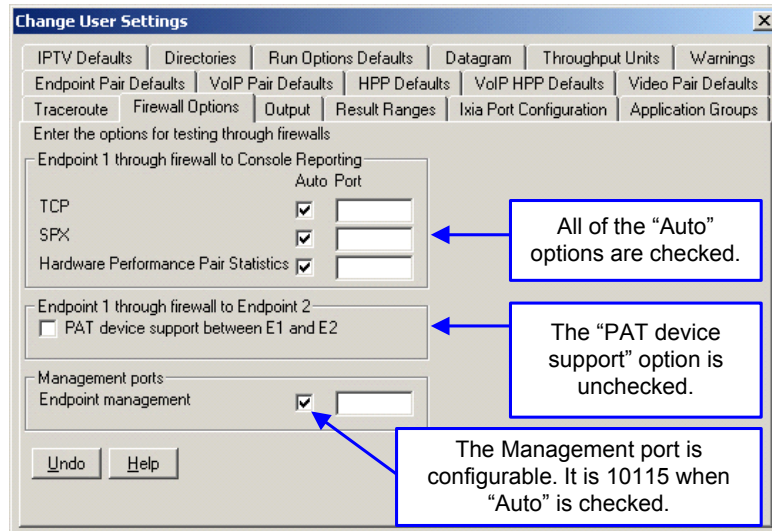 Change User Settings
IPTV Defaults Directories Run Options Defaults Datagram Throughput Units Warnings
Endpoint Pair Defaults VoIP Pair Defaults HPP Defaults VoIP HPP Defaults Video Pair Defaults
Traceroute Firewall Options Output Result Ranges Ixia Port Configuration Application Groups
Enter the options for testing through firewalls
Endpoint 1 through firewall to Console Reporting
Auto Port
TCP
SPX
Hardware Performance Pair Statistics
All of the “Auto”
options are checked.
Endpoint 1 through firewall to Endpoint 2
PAT device support between E1 and E2
The “PAT device
support” option is
unchecked.
Management ports
Endpoint management
The Management port is
configurable. It is 10115 when
“Auto” is checked.
Undo Help